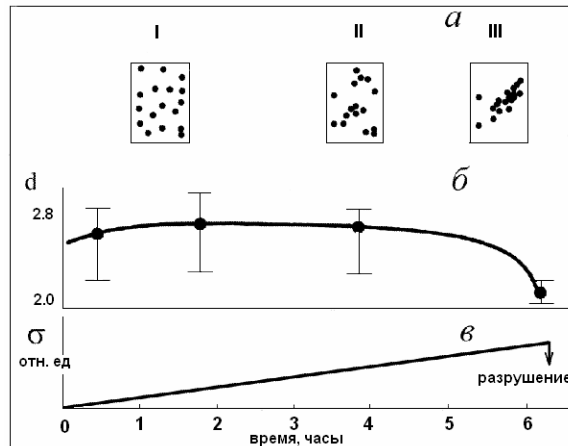 а
I II III
d
б
2.8
2.0
σ
в
отн. ед
разрушение
0 1 2 3 4 5 6
время, часы